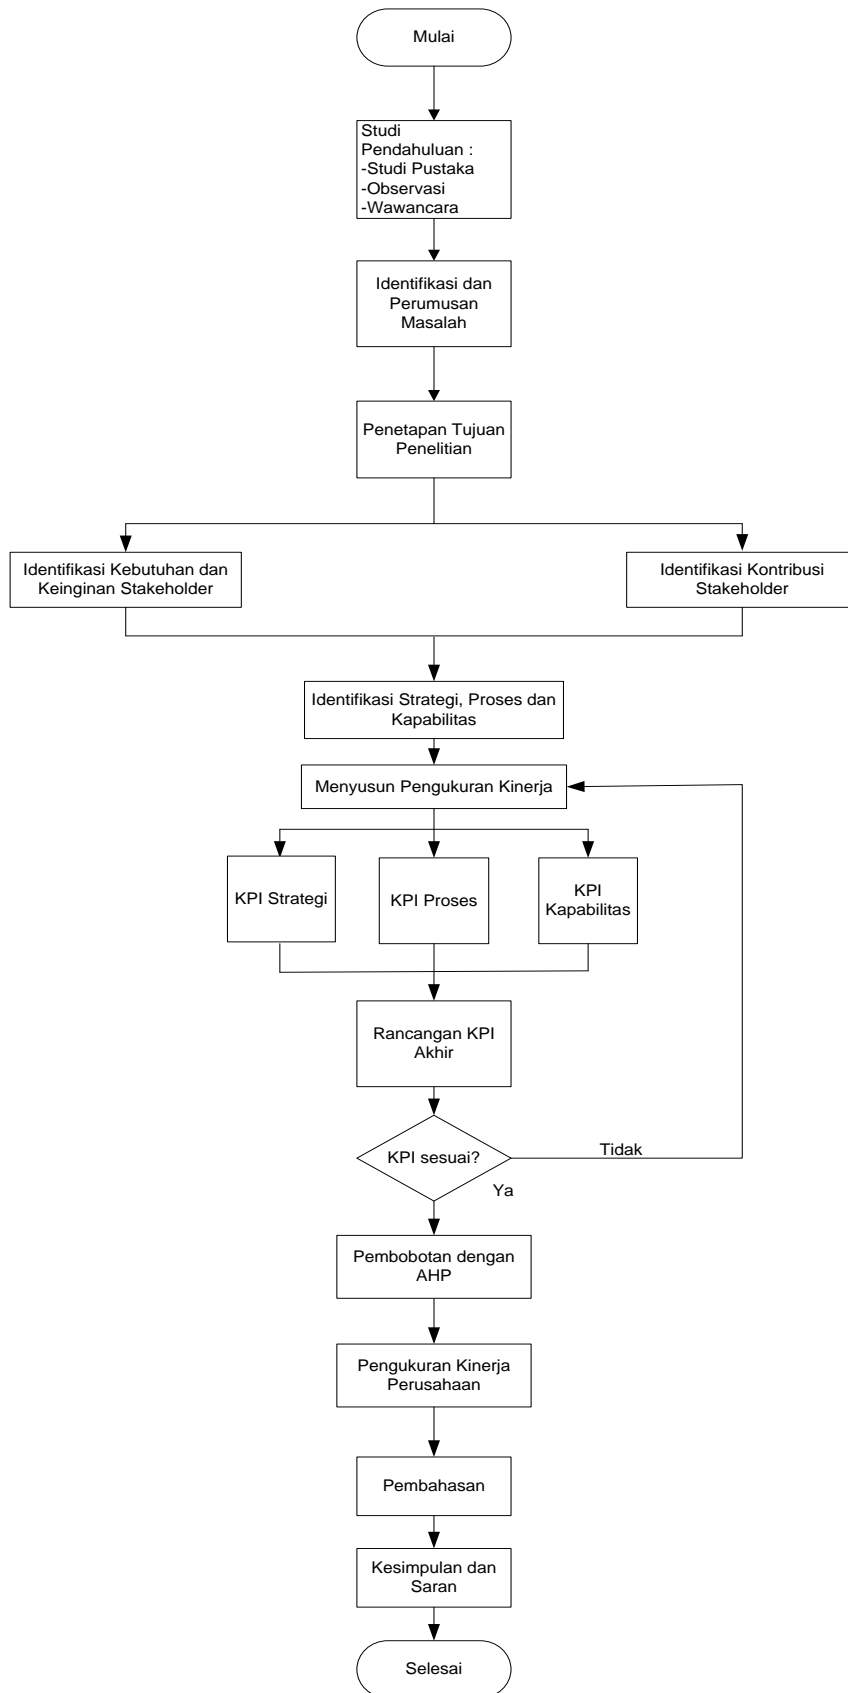 Mulai
Studi
Pendahuluan :
-Studi Pustaka
-Observasi
-Wawancara
Identifikasi dan
Perumusan
Masalah
Penetapan Tujuan
Penelitian
Identifikasi Kebutuhan dan
Keinginan Stakeholder
Identifikasi Kontribusi
Stakeholder
Identifikasi Strategi, Proses dan
Kapabilitas
Menyusun Pengukuran Kinerja
KPI Strategi
KPI Proses
KPI
Kapabilitas
Rancangan KPI
Akhir
KPI sesuai?
Tidak
Ya
Pembobotan dengan
AHP
Pengukuran Kinerja
Perusahaan
Pembahasan
Kesimpulan dan
Saran
Selesai